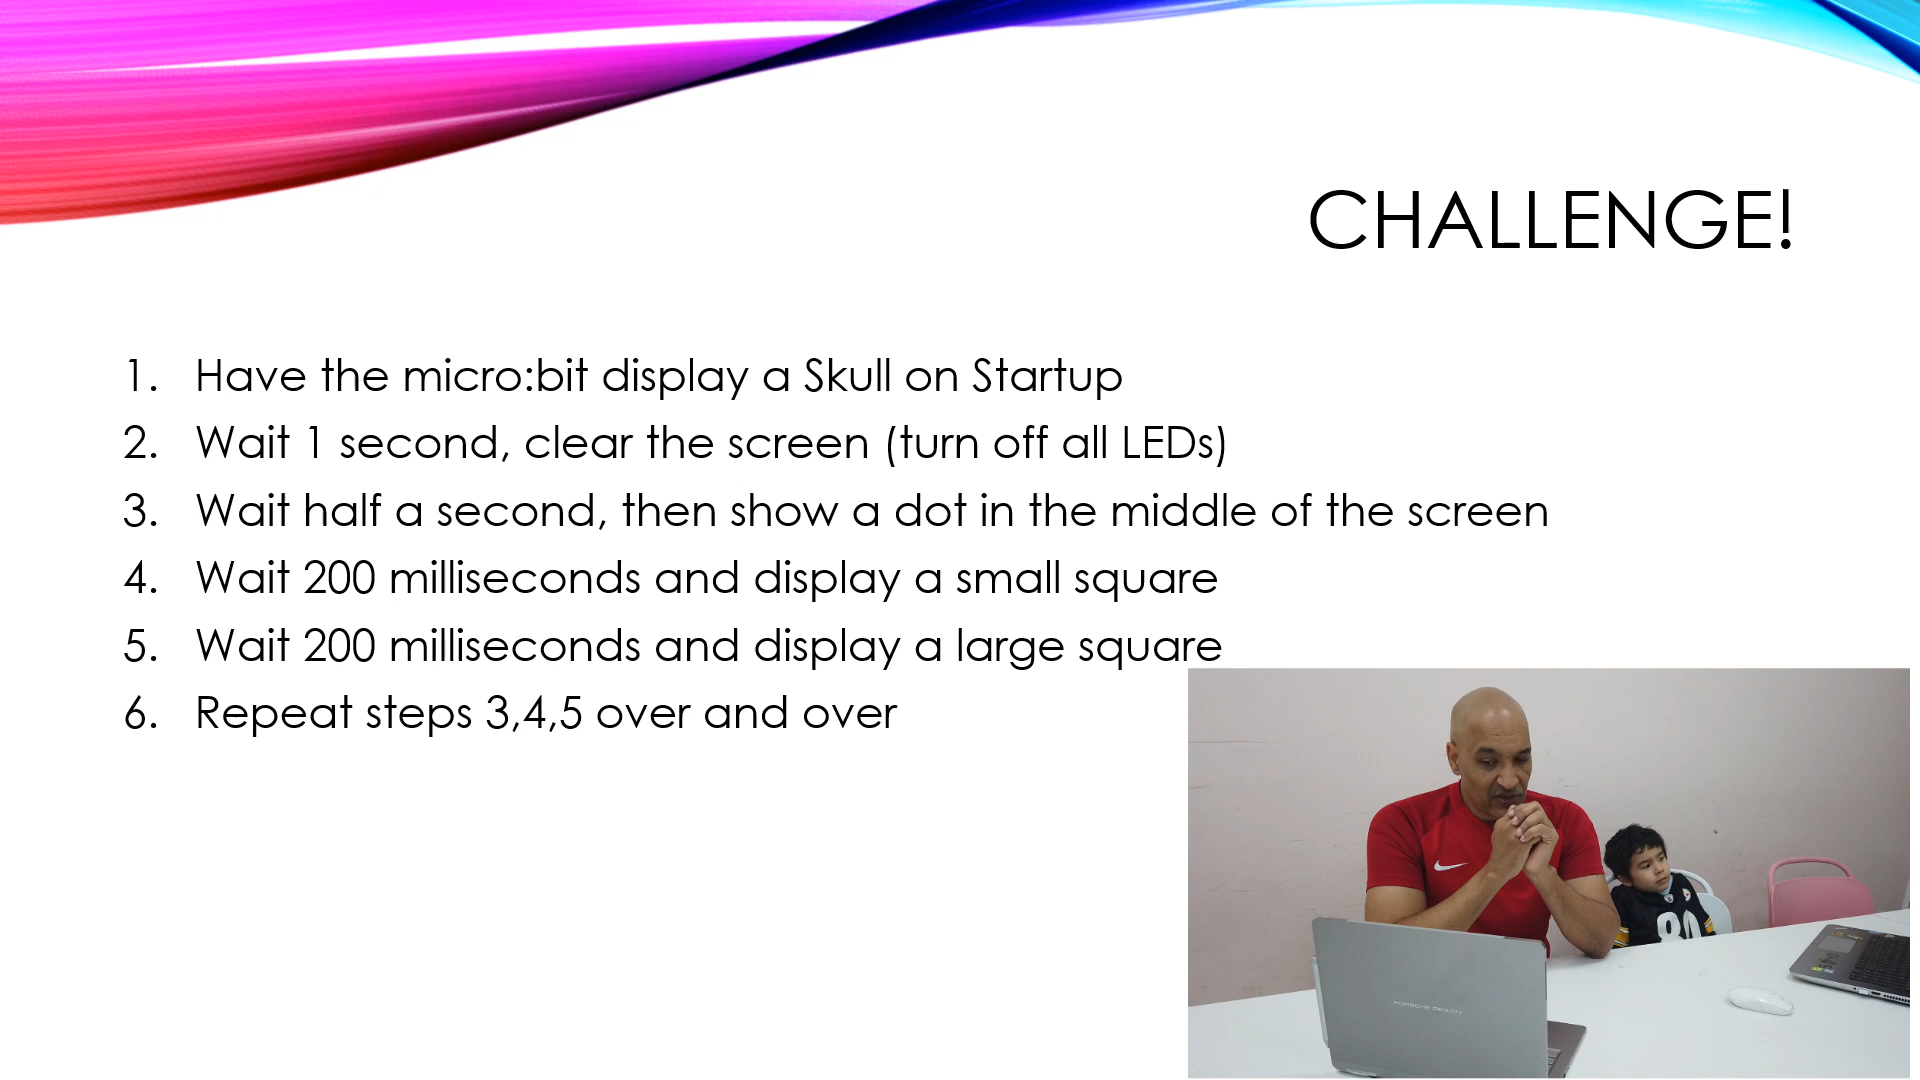 CHALLENGE!
1. Have the micro:bit display a Skull on Startup
2. Wait 1 second, clear the screen (turn off all LEDs)
3. Wait half a second, then show a dot in the middle of the screen
4. Wait 200 milliseconds and display a small square
5. Wait 200 milliseconds and display a large square
6. Repeat steps 3,4,5 over and over
PORSCHE DESIGN